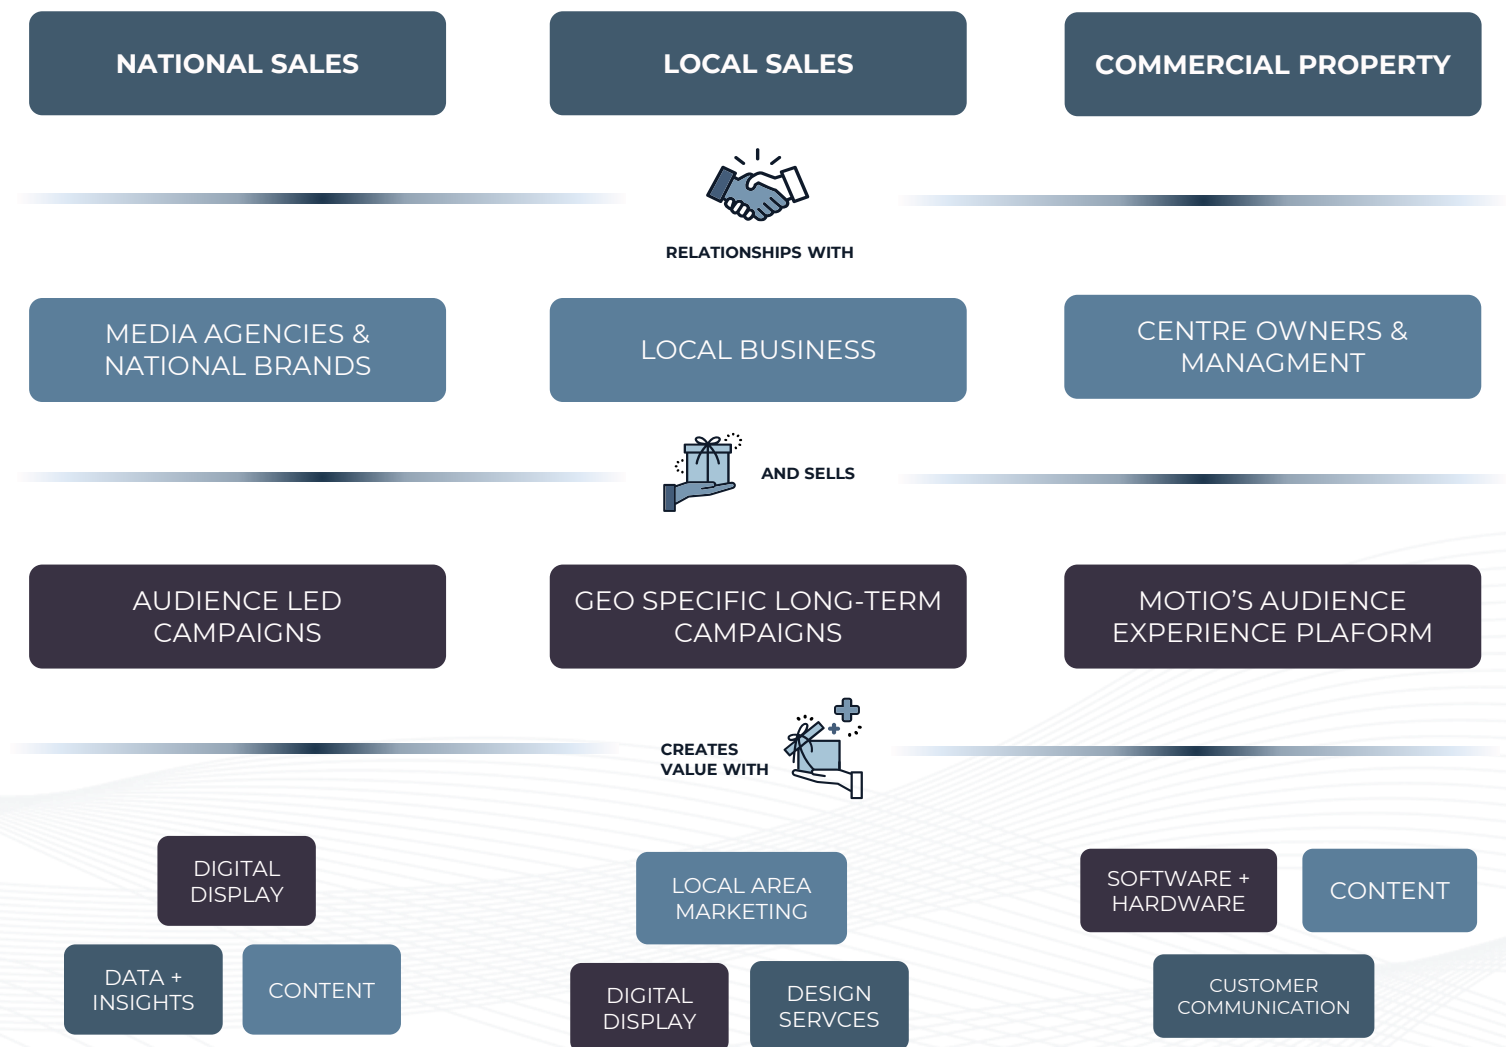 NATIONAL SALES
LOCAL SALES
COMMERCIAL PROPERTY
RELATIONSHIPS WITH
MEDIA AGENCIES &
NATIONAL BRANDS
LOCAL BUSINESS
CENTRE OWNERS &
MANAGMENT
AND SELLS
AUDIENCE LED
CAMPAIGNS
GEO SPECIFIC LONG-TERM
CAMPAIGNS
MOTIO’S AUDIENCE
EXPERIENCE PLAFORM
CREATES
VALUE WITH
DIGITAL
DISPLAY
DATA +
INSIGHTS
CONTENT
LOCAL AREA
MARKETING
DIGITAL
DISPLAY
DESIGN
SERVCES
SOFTWARE +
HARDWARE
CONTENT
CUSTOMER
COMMUNICATION